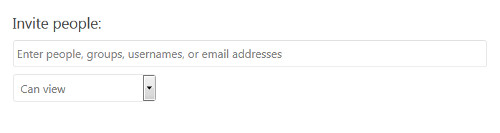 Invite people:
Enter people, groups, usernames, or email addresses
Can view